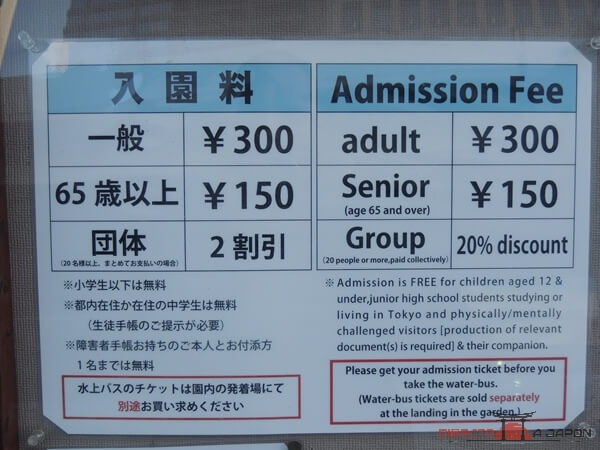 入園料
一般 ￥300
65歳以上 ￥150
団体 2割引
(20名様以上、まとめてお支払いの場合)
※小学生以下は無料
※都内在住か在住の中学生は無料
（生徒手帳のご提示が必要）
※障害者手帳お持ちのご本人とお付添方
１名までは無料
水上バスのチケットは園内の発着場にて
別途お買い求めください
Admission Fee
adult ￥300
Senior ￥150
(age 65 and over)
Group 20% discount
(20 people or more,paid collectively)
※ Admission is FREE for children aged 12 &
under,junior high school students studying or
living in Tokyo and physically/mentally
challenged visitors [production of relevant
document(s) is required] & their companion.
Please get your admission ticket before you
take the water-bus.
(Water-bus tickets are sold separately
at the landing in the garden.)
A JAPON